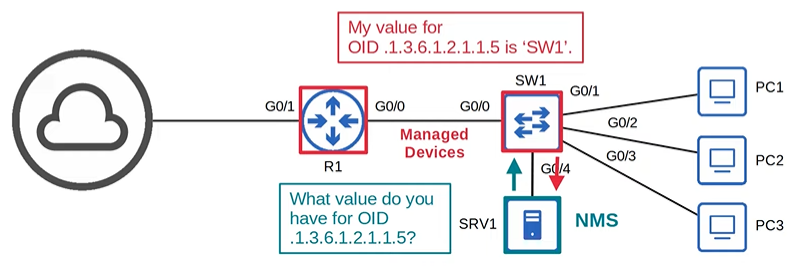 My value for
OID .1.3.6.1.2.1.1.5 is ‘SW1’.
SW1
G0/1
PC1
G0/1
G0/0
G0/0
G0/2
Managed
Devices
G0/3
PC2
R1
G0/4
What value do you
have for OID
.1.3.6.1.2.1.1.5?
SRV1
NMS
PC3